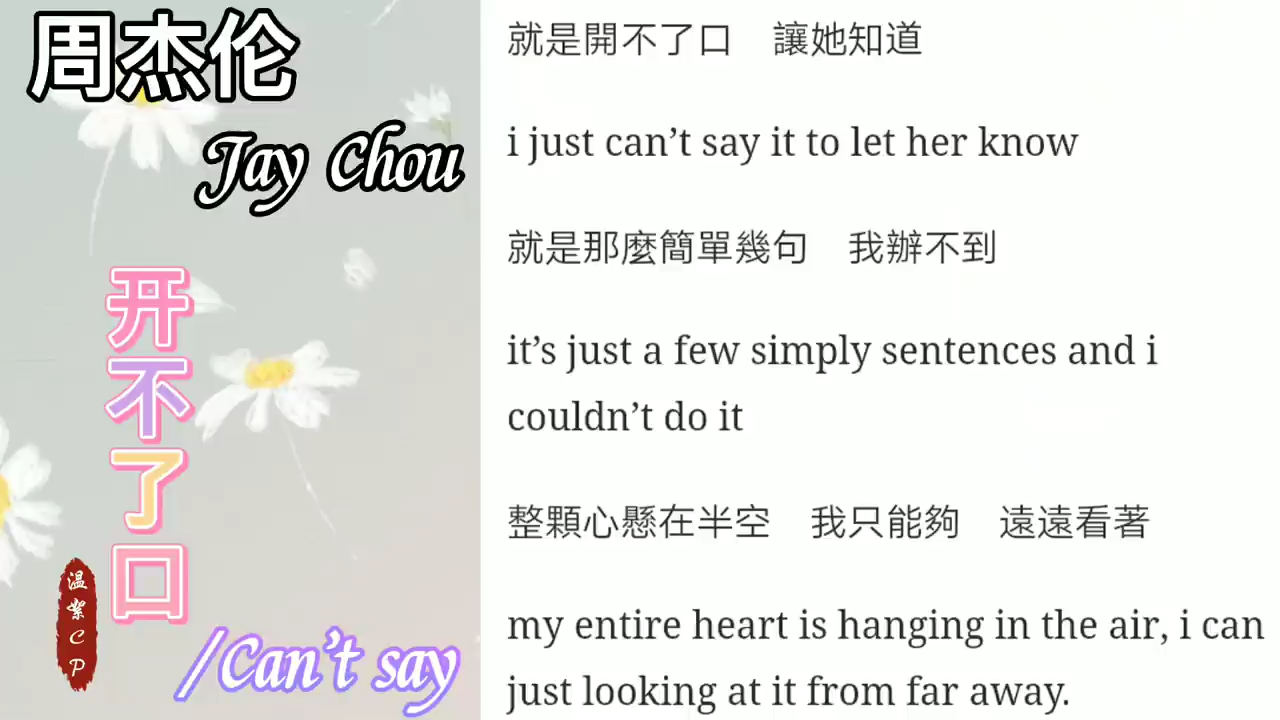 周杰伦
Jay Chou
开不了口
/Can't say
温
絮
C
P
就是開不了口 讓她知道
i just can’t say it to let her know
就是那麼簡單幾句 我辦不到
it’s just a few simply sentences and i
couldn’t do it
整顆心懸在半空 我只能夠 遠遠看著
my entire heart is hanging in the air, i can
just looking at it from far away.